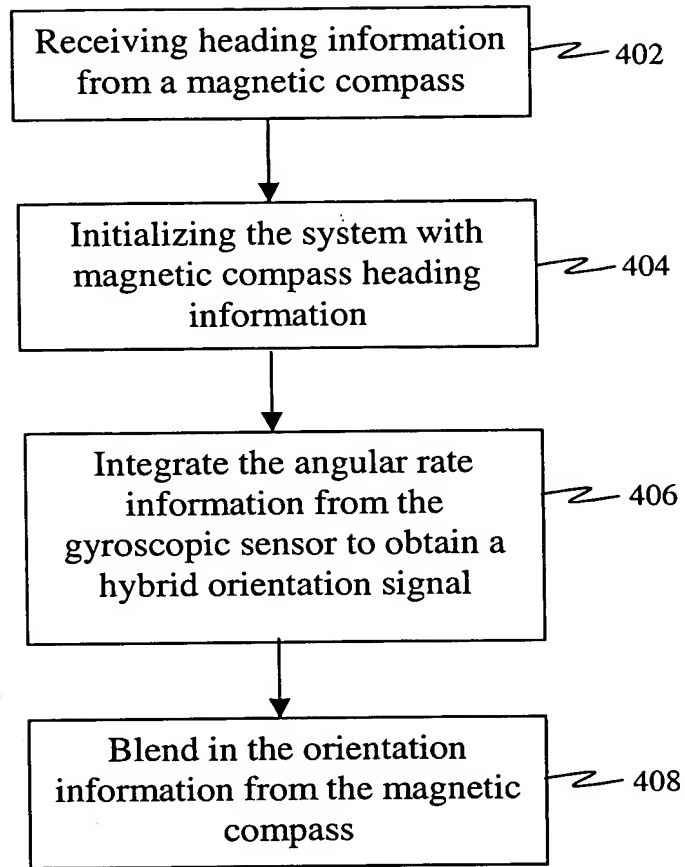 Receiving heading information
from a magnetic compass
402
Initializing the system with
magnetic compass heading
information
404
Integrate the angular rate
information from the
gyroscopic sensor to obtain a
hybrid orientation signal
406
Blend in the orientation
information from the magnetic
compass
408